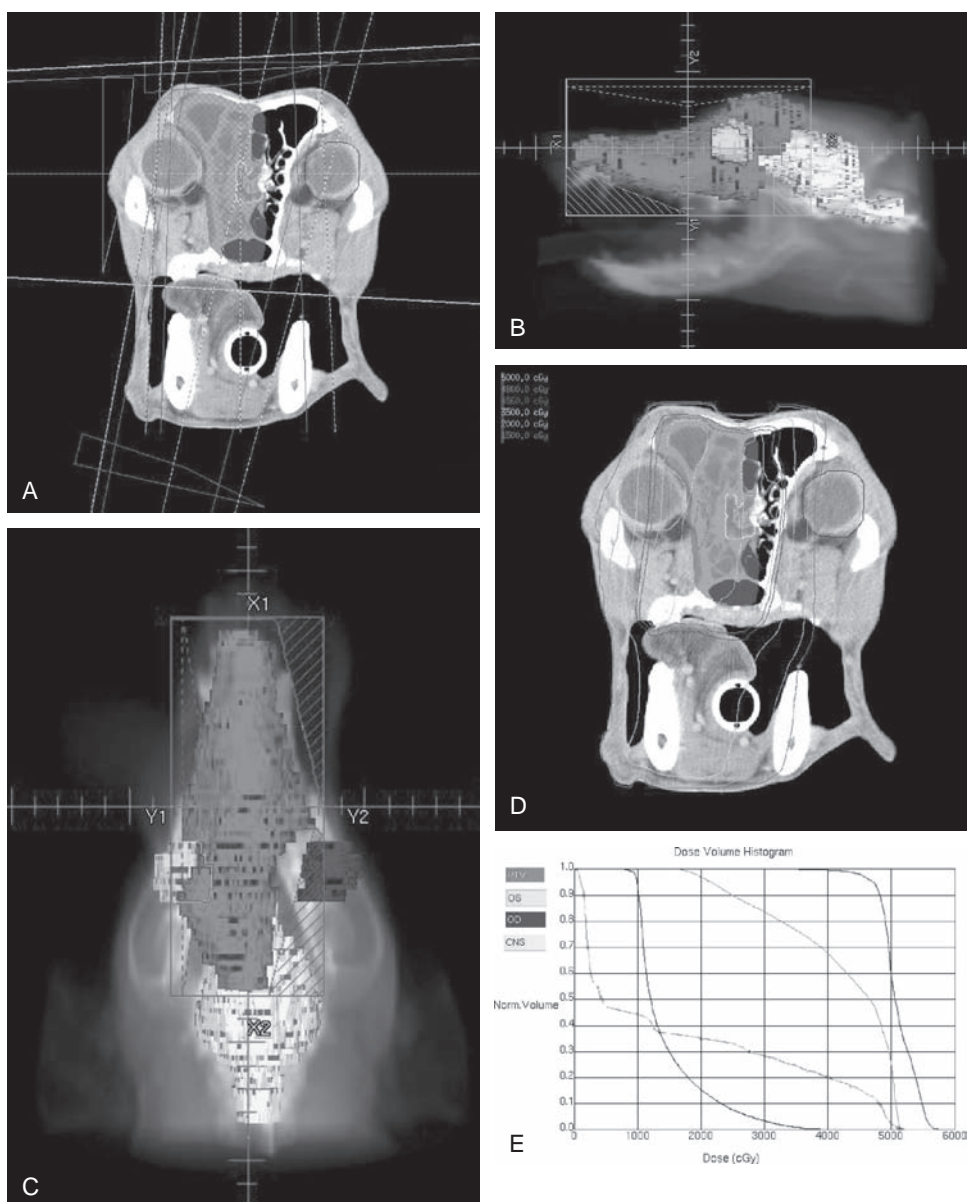 A
Y2
X1
Y1
B
5000.0 cGy
3500.0 cGy
2000.0 cGy
D
X1
Y1
Y2
X2
C
Dose Volume Histogram
PTV
OS
OD
CNS
Norm.Volume
1.0
0.9
0.8
0.7
0.6
0.5
0.4
0.3
0.2
0.1
0.0
0 1000 2000 3000 4000 5000 6000
Dose (cGy)
E